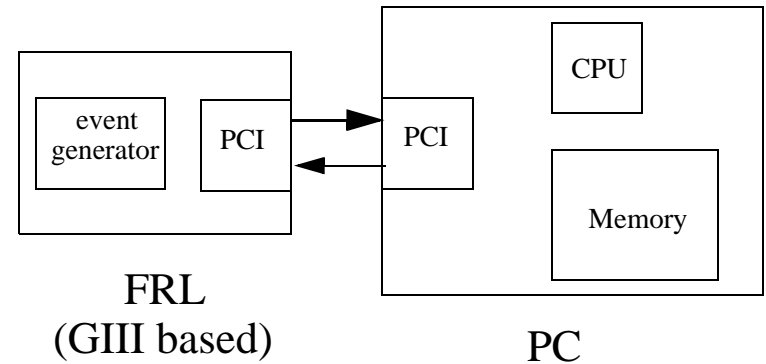 event
generator
PCI
PCI
CPU
Memory
FRL
(GIII based)
PC